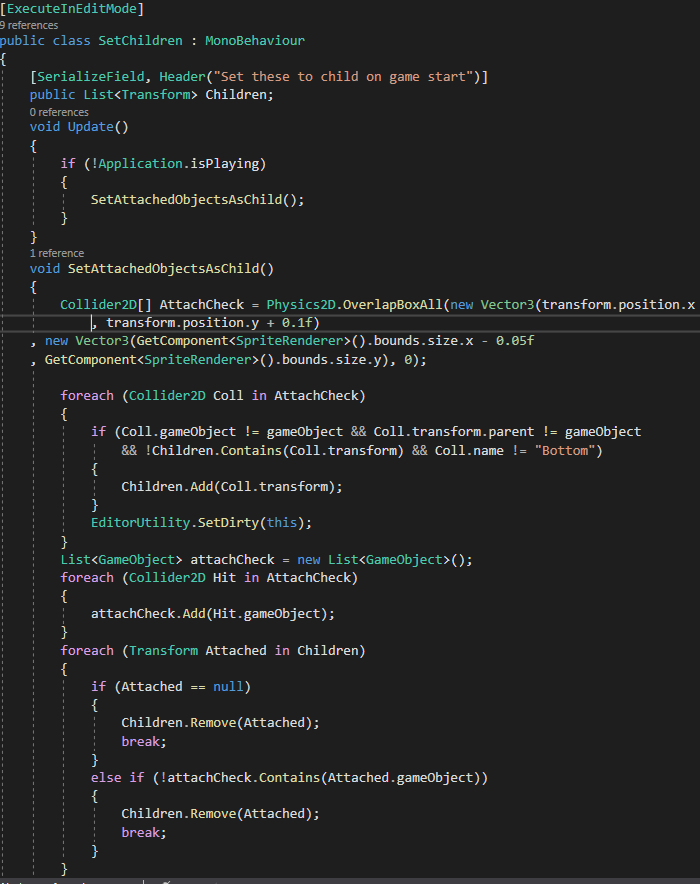 [ExecuteInEditMode]
9 references
public class SetChildren : MonoBehaviour
{
[SerializeField, Header("Set these to child on game start")]
public List<Transform> Children;
0 references
void Update()
{
if (!Application.isPlaying)
{
SetAttachedObjectsAsChild();
}
}
1 reference
void SetAttachedObjectsAsChild()
{
Collider2D[] AttachCheck = Physics2D.OverlapBoxAll(new Vector3(transform.position.x
, transform.position.y + 0.1f)
, new Vector3(GetComponent<SpriteRenderer>().bounds.size.x - 0.05f
, GetComponent<SpriteRenderer>().bounds.size.y), 0);
foreach (Collider2D Coll in AttachCheck)
{
if (Coll.gameObject != gameObject && Coll.transform.parent != gameObject
&& !Children.Contains(Coll.transform) && Coll.name != "Bottom")
{
Children.Add(Coll.transform);
}
EditorUtility.SetDirty(this);
}
List<GameObject> attachCheck = new List<GameObject>();
foreach (Collider2D Hit in AttachCheck)
{
attachCheck.Add(Hit.gameObject);
}
foreach (Transform Attached in Children)
{
if (Attached == null)
{
Children.Remove(Attached);
break;
}
else if (!attachCheck.Contains(Attached.gameObject))
{
Children.Remove(Attached);
break;
}
}